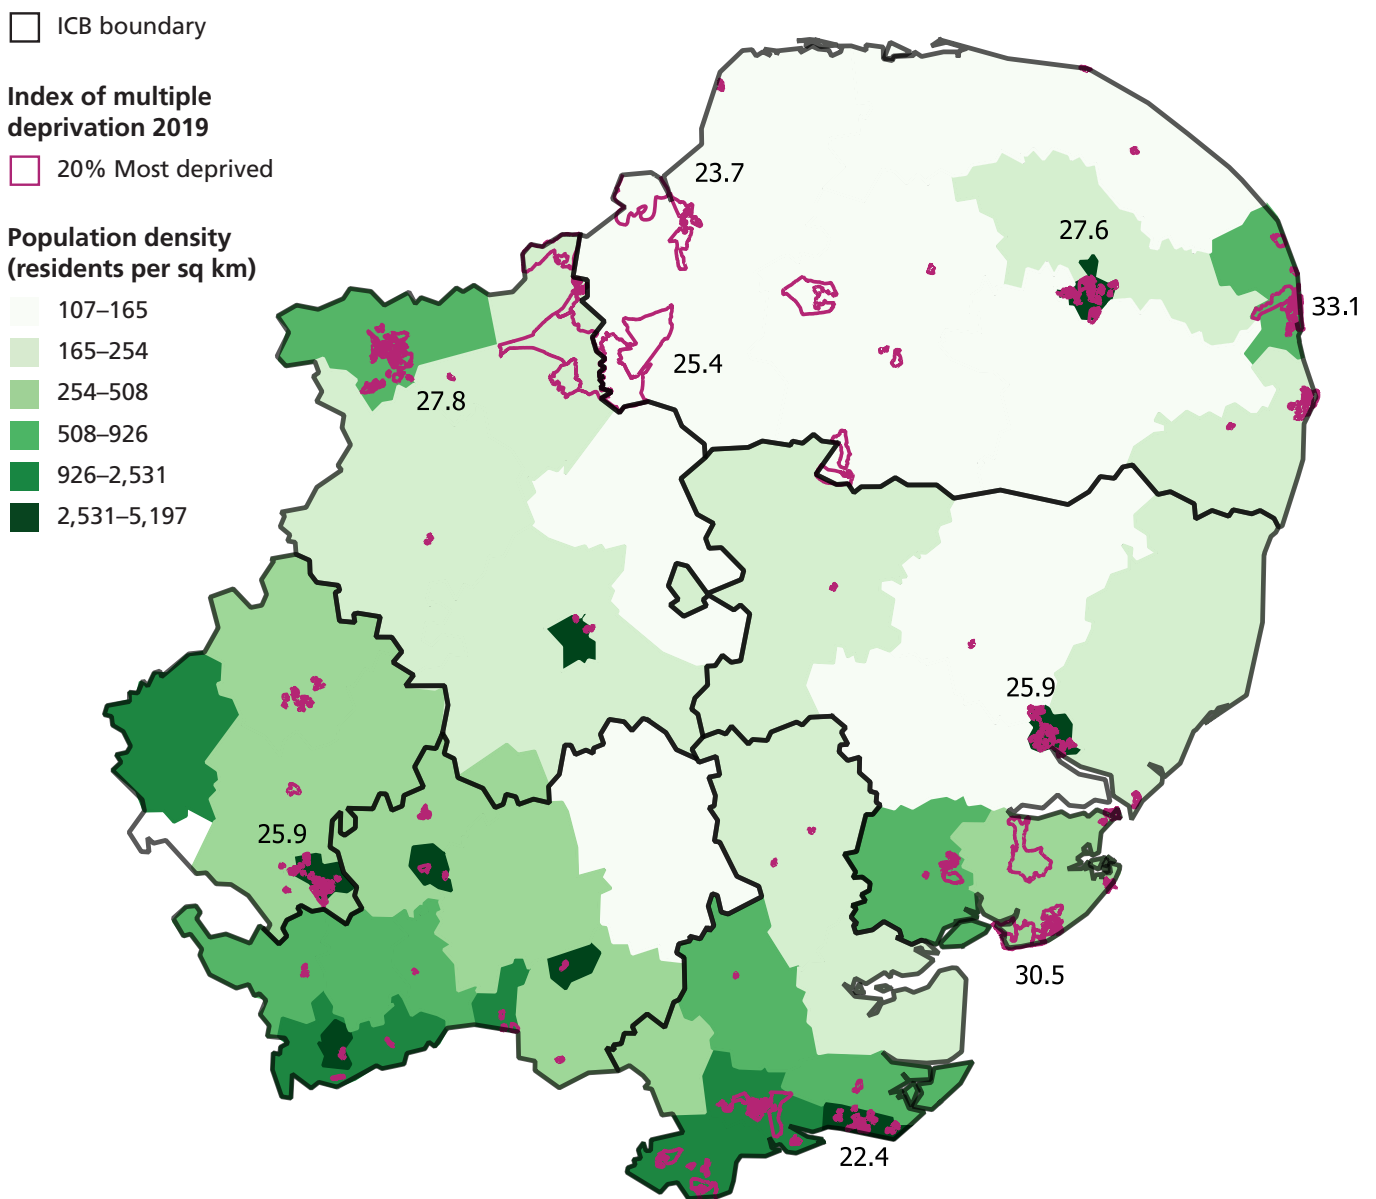 ICB boundary
Index of multiple
deprivation 2019
20% Most deprived
Population density
(residents per sq km)
107–165
165–254
254–508
508–926
926–2,531
2,531–5,197
23.7
27.6
33.1
25.4
27.8
25.9
25.9
30.5
22.4